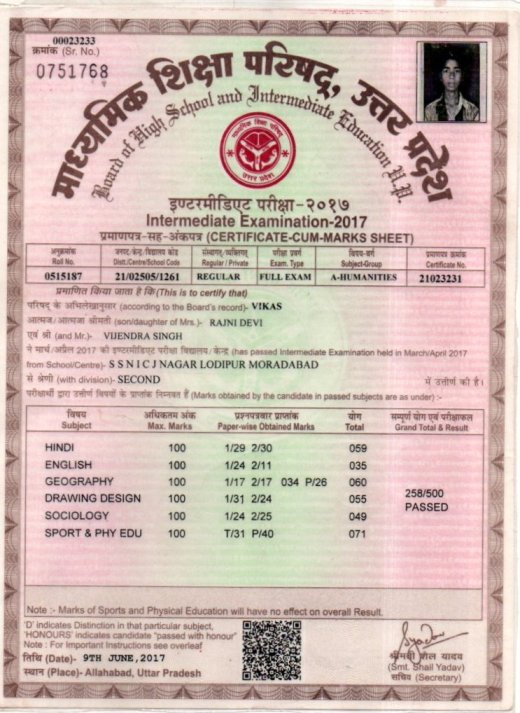 00023233
क्रमांक (Sr. No.)
0751768
माध्यमिक शिक्षा परिषद्, उत्तर प्रदेश
Board of High School and Intermediate Education U.P.
माध्यमिक शिक्षा परिषद्
उत्तर प्रदेश
इण्टरमीडिएट परीक्षा-२०१७
Intermediate Examination-2017
प्रमाणपत्र-सह-अंकपत्र (CERTIFICATE-CUM-MARKS SHEET)
अनुक्रमांक जनपद/केन्द्र/विद्यालय कोड संस्थागत/व्यक्तिगत परीक्षा प्रवर्ग विषय-वर्ग प्रमाणपत्र क्रमांक
Roll No. Dist./Centre/School Code Regular / Private Exam. Type Subject-Group Certificate No.
0515187 21/02505/1261 REGULAR FULL EXAM A-HUMANITIES 21023231
प्रमाणित किया जाता है कि (This is to certify that)
परिषद के अभिलेखानुसार (according to the Board's record)- VIKAS
आत्मज/आत्मजा श्रीमती (son/daughter of Mrs.)- RAJNI DEVI
एवं श्री (and Mr.)- VIJENDRA SINGH
ने मार्च/अप्रैल 2017 की इण्टरमीडिएट परीक्षा विद्यालय/ केन्द्र (has passed Intermediate Examination held in March/April 2017
from School/Centre)- S S N I C J NAGAR LODIPUR MORADABAD
से श्रेणी (with division)- SECOND में उत्तीर्ण की है।
परीक्षार्थी द्वारा उत्तीर्ण विषयों के प्राप्तांक निम्नवत हैं (Marks obtained by the candidate in passed subjects are as under) :-
विषय अधिकतम अंक प्रश्नपत्रवार प्राप्तांक योग सम्पूर्ण योग एवं परीक्षाफल
Subject Max. Marks Paper-wise Obtained Marks Total Grand Total & Result
HINDI 100 1/29 2/30 059
ENGLISH 100 1/24 2/11 035
GEOGRAPHY 100 1/17 2/17 034 P/26 060
DRAWING DESIGN 100 1/31 2/24 055
SOCIOLOGY 100 1/24 2/25 049
SPORT & PHY EDU 100 T/31 P/40 071
258/500
PASSED
Note :- Marks of Sports and Physical Education will have no effect on overall Result.
'D' indicates Distinction in that particular subject,
'HONOURS' indicates candidate "passed with honour"
Note : For Important Instructions see overleaf
तिथि (Date)- 9TH JUNE,2017
स्थान (Place)- Allahabad, Uttar Pradesh
श्रीमती शैल यादव
(Smt. Shail Yadav)
सचिव (Secretary)